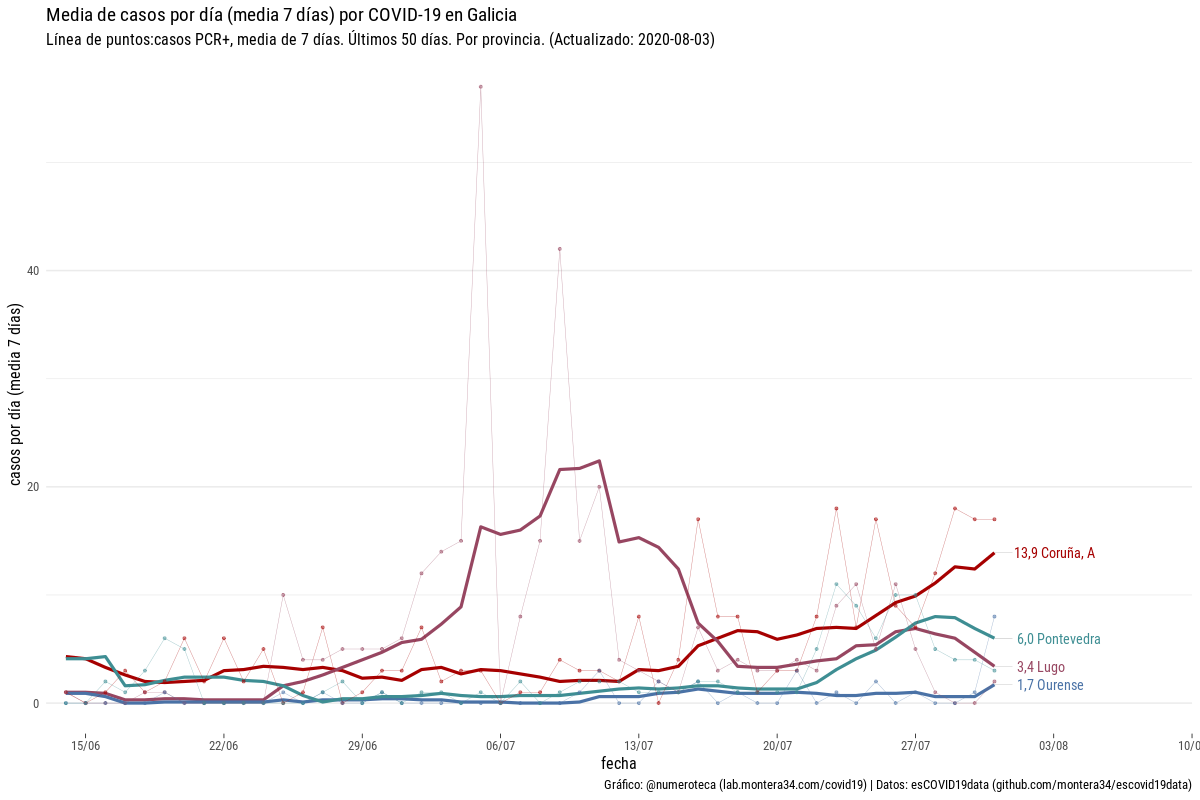 Media de casos por día (media 7 días) por COVID-19 en Galicia
Línea de puntos:casos PCR+, media de 7 días. Últimos 50 días. Por provincia. (Actualizado: 2020-08-03)
casos por día (media 7 días)
40
20
0
13,9 Coruña, A
6,0 Pontevedra
3,4 Lugo
1,7 Ourense
15/06
22/06
29/06
06/07
13/07
20/07
27/07
03/08
10/0
fecha
Gráfico: @numeroteca (lab.montera34.com/covid19) | Datos: esCOVID19data (github.com/montera34/escovid19data)